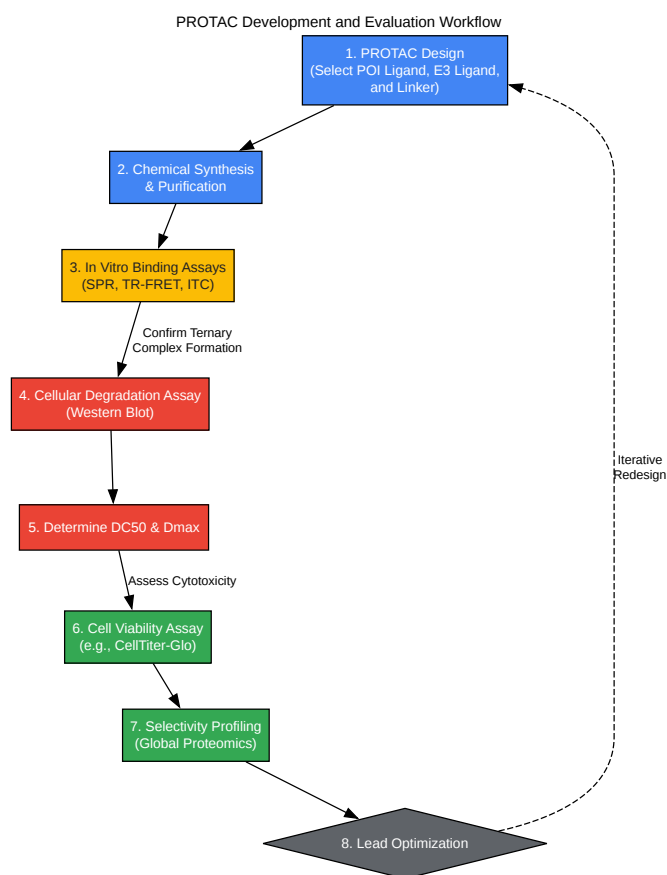 PROTAC Development and Evaluation Workflow
1. PROTAC Design
(Select POI Ligand, E3 Ligand,
and Linker)
2. Chemical Synthesis
& Purification
3. In Vitro Binding Assays
(SPR, TR-FRET, ITC)
Confirm Ternary
Complex Formation
4. Cellular Degradation Assay
(Western Blot)
Iterative
Redesign
5. Determine DC50 & Dmax
Assess Cytotoxicity
6. Cell Viability Assay
(e.g., CellTiter-Glo)
7. Selectivity Profiling
(Global Proteomics)
8. Lead Optimization